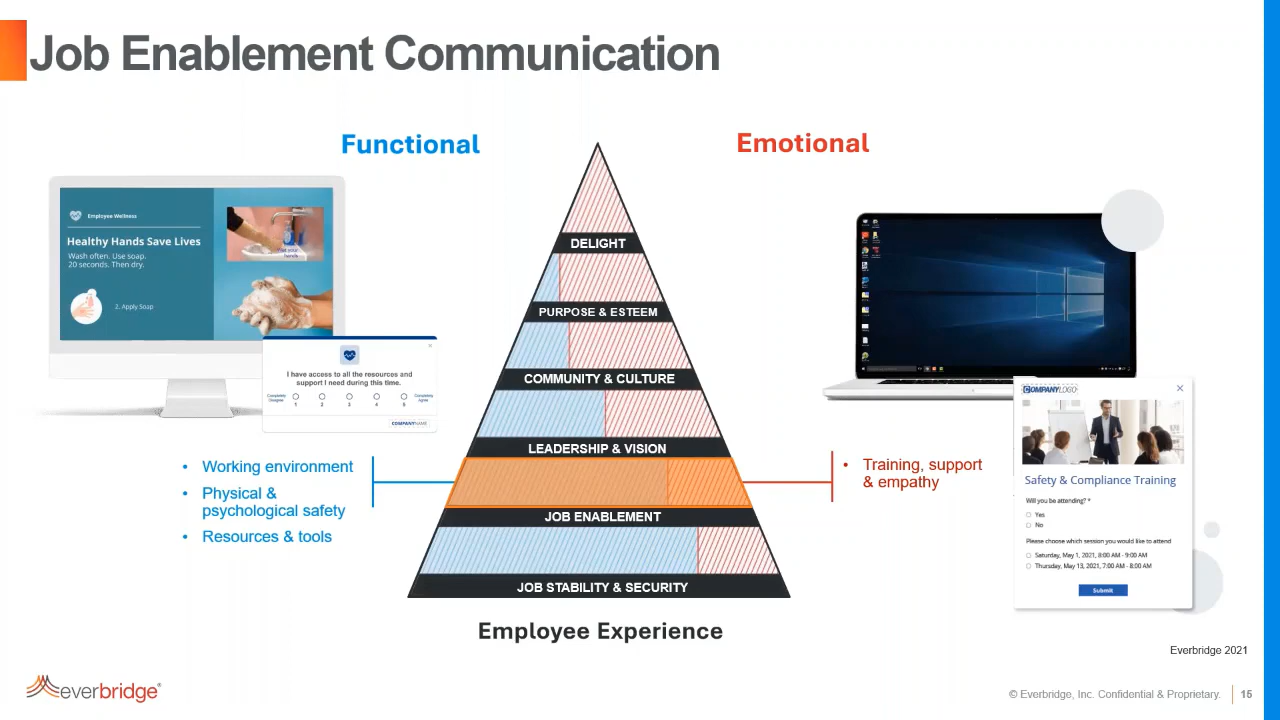 Job Enablement Communication
Functional
Emotional
Employee Wellness
Healthy Hands Save Lives
Wash often. Use soap.
20 seconds. Then dry.
2. Apply Soap
I have access to all the resources and
support I need during this time.
Completely
Disagree
1 2 3 4 5
Completely
Agree
COMPANYNAME
DELIGHT
PURPOSE & ESTEEM
COMMUNITY & CULTURE
LEADERSHIP & VISION
JOB ENABLEMENT
JOB STABILITY & SECURITY
Employee Experience
• Working environment
• Physical &
psychological safety
• Resources & tools
• Training, support
& empathy
COMPANYLOGO
Safety & Compliance Training
Will you be attending? *
Yes
No
Please choose which session you would like to attend
Saturday, May 1, 2021, 8:00 AM - 9:00 AM
Thursday, May 13, 2021, 7:00 AM - 8:00 AM
Submit
Everbridge 2021
everbridge®
© Everbridge, Inc. Confidential & Proprietary. 15